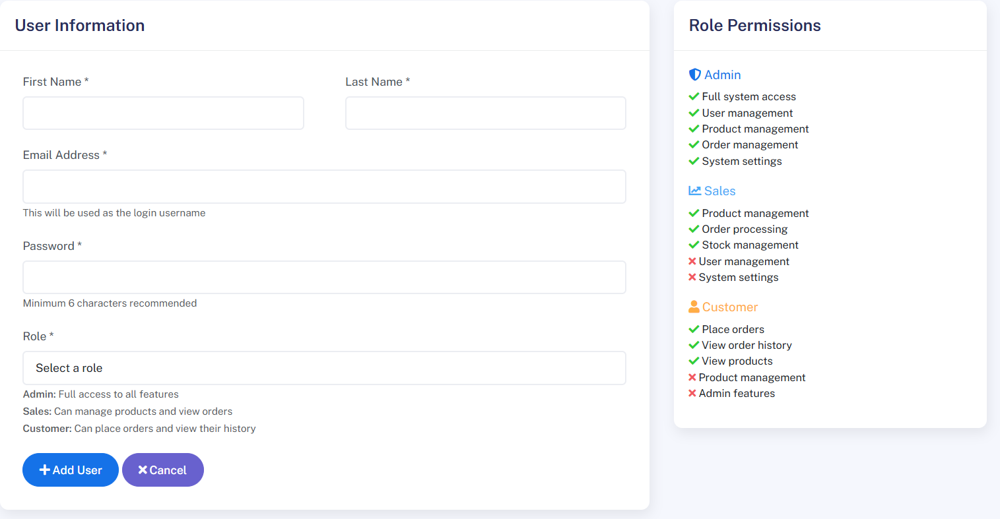 User Information
First Name *
Last Name *
Email Address *
This will be used as the login username
Password *
Minimum 6 characters recommended
Role *
Select a role
Admin: Full access to all features
Sales: Can manage products and view orders
Customer: Can place orders and view their history
Add User
Cancel
Role Permissions
Admin
Full system access
User management
Product management
Order management
System settings
Sales
Product management
Order processing
Stock management
User management
System settings
Customer
Place orders
View order history
View products
Product management
Admin features